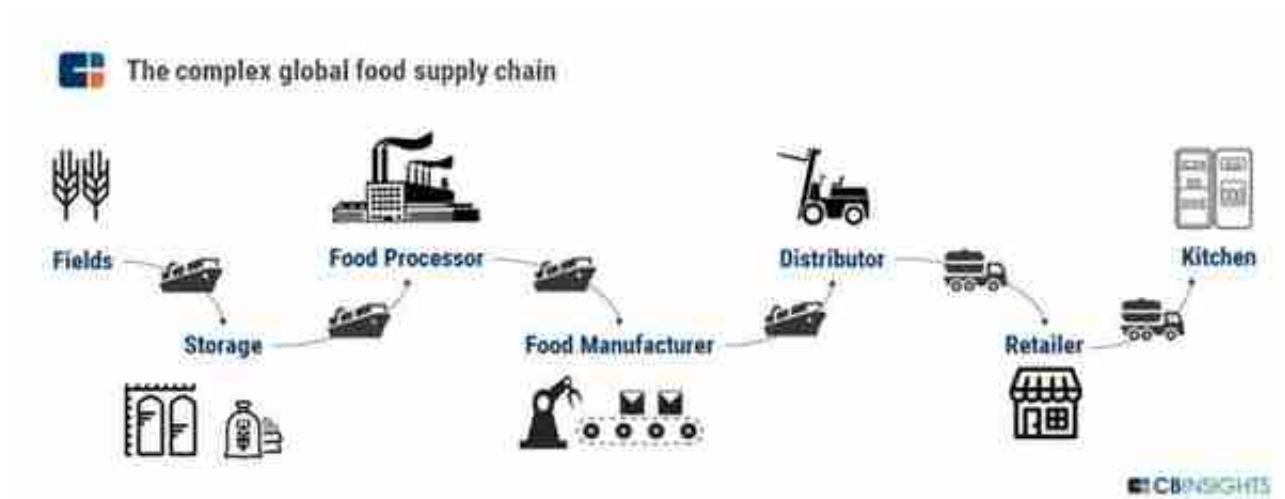 The complex global food supply chain
Fields
Food Processor
Distributor
Kitchen
Storage
Food Manufacturer
Retailer
CBINSIGHTS